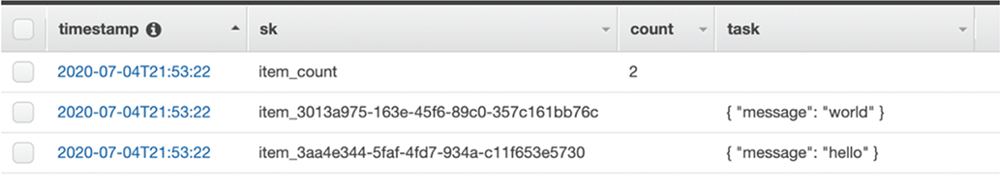 timestamp sk count task
2020-07-04T21:53:22 item_count 2
2020-07-04T21:53:22 item_3013a975-163e-45f6-89c0-357c161bb76c { "message": "world" }
2020-07-04T21:53:22 item_3aa4e344-5faf-4fd7-934a-c11f653e5730 { "message": "hello" }